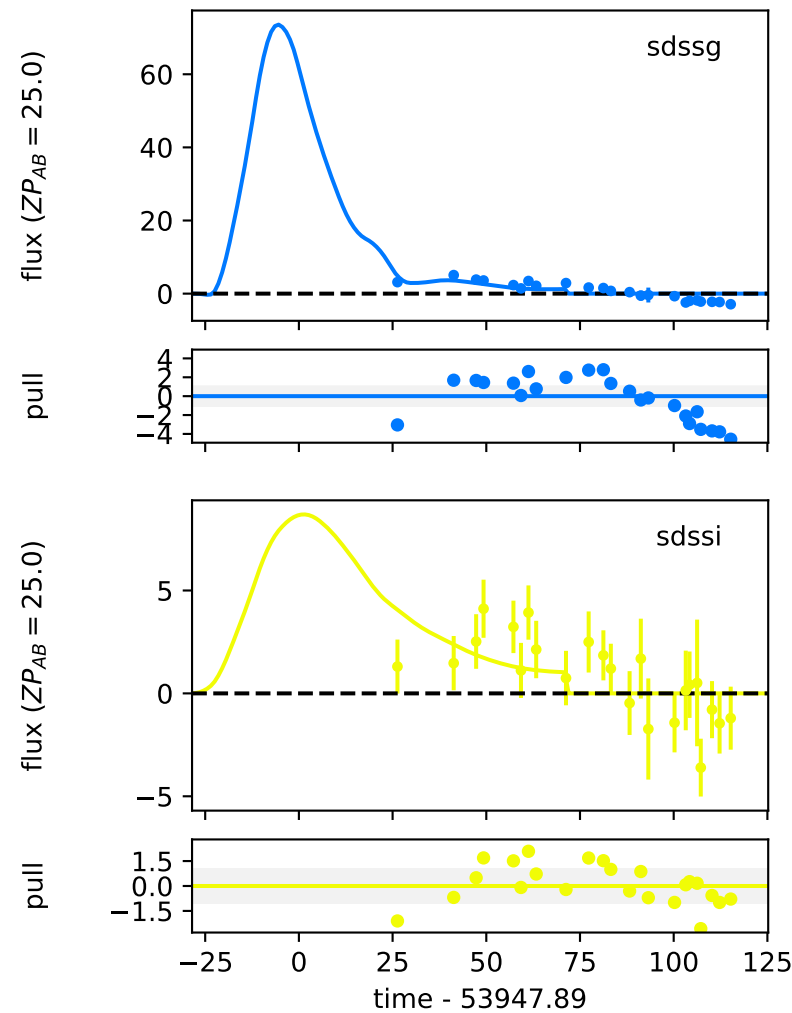 sdssg
flux (ZP_AB = 25.0)
60
40
20
0
pull
4
2
0
−2
−4
sdssi
flux (ZP_AB = 25.0)
5
0
−5
pull
1.5
0.0
−1.5
−25 0 25 50 75 100 125
time - 53947.89